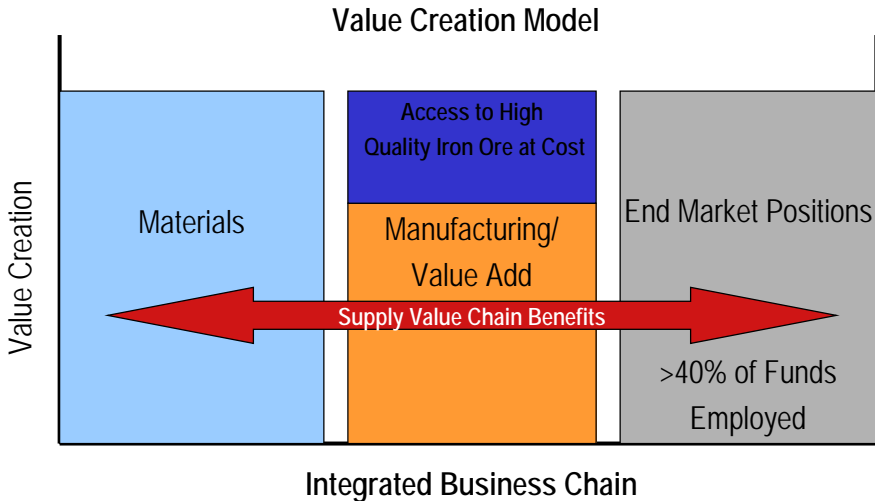 Value Creation Model
Access to High
Quality Iron Ore at Cost
Materials
Manufacturing/
Value Add
End Market Positions
Supply Value Chain Benefits
>40% of Funds
Employed
Value Creation
Integrated Business Chain